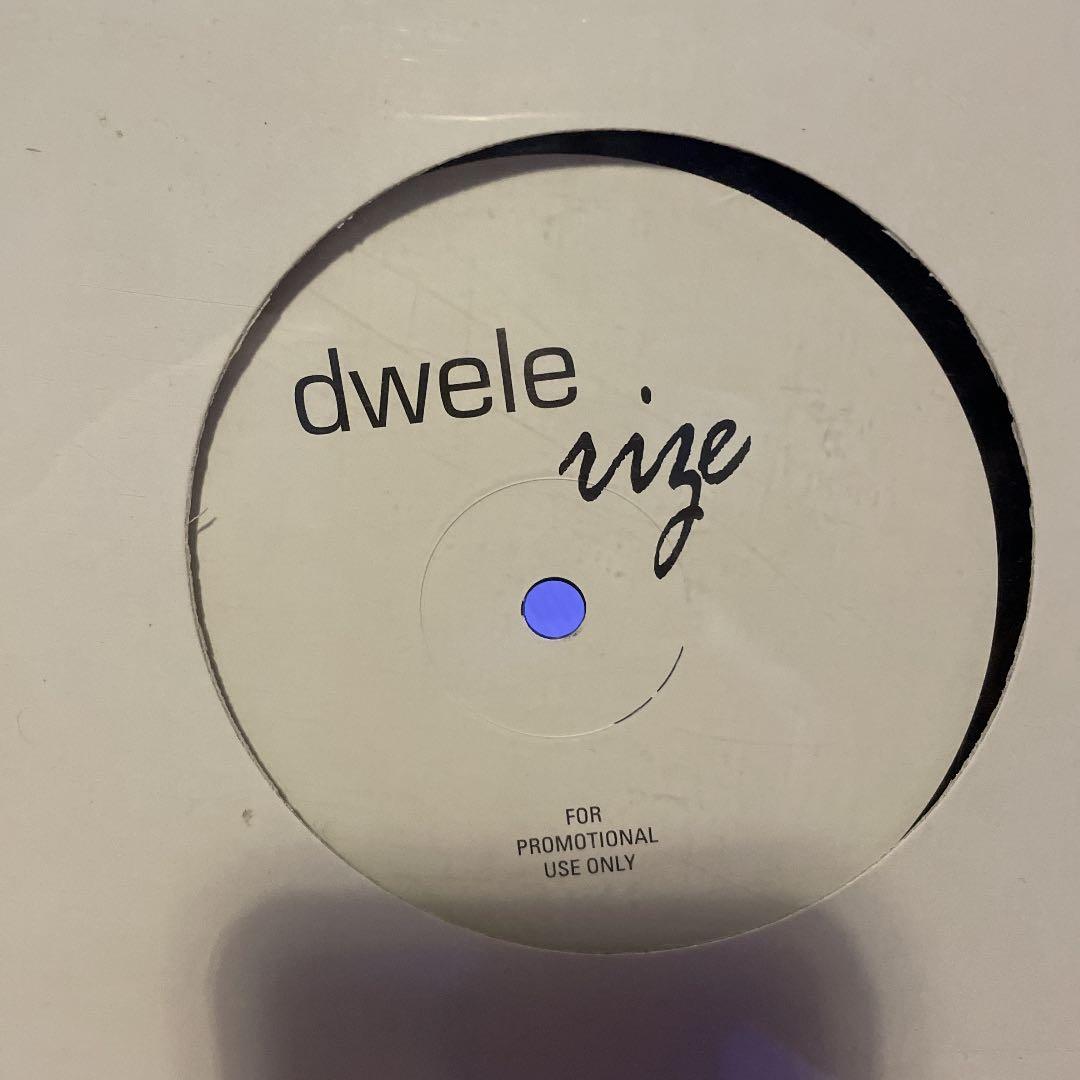 dwele
rize
FOR
PROMOTIONAL
USE ONLY